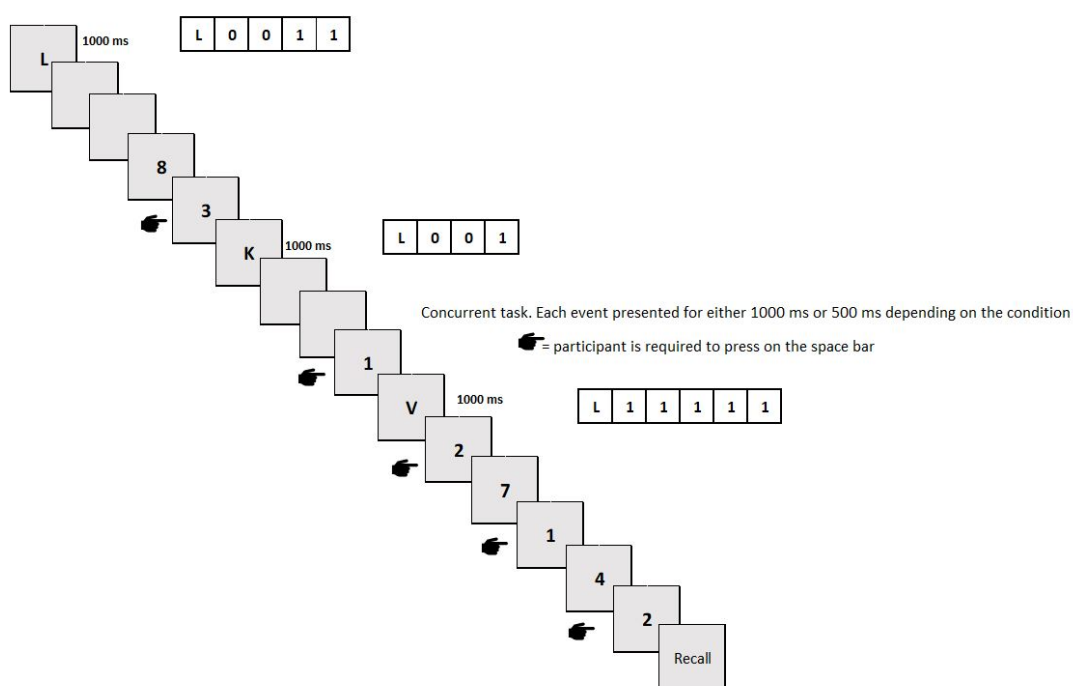 L 1000 ms
L 0 0 1 1
8
3
K 1000 ms
L 0 0 1
Concurrent task. Each event presented for either 1000 ms or 500 ms depending on the condition
= participant is required to press on the space bar
1
V 1000 ms
L 1 1 1 1 1
2
7
1
4
2
Recall